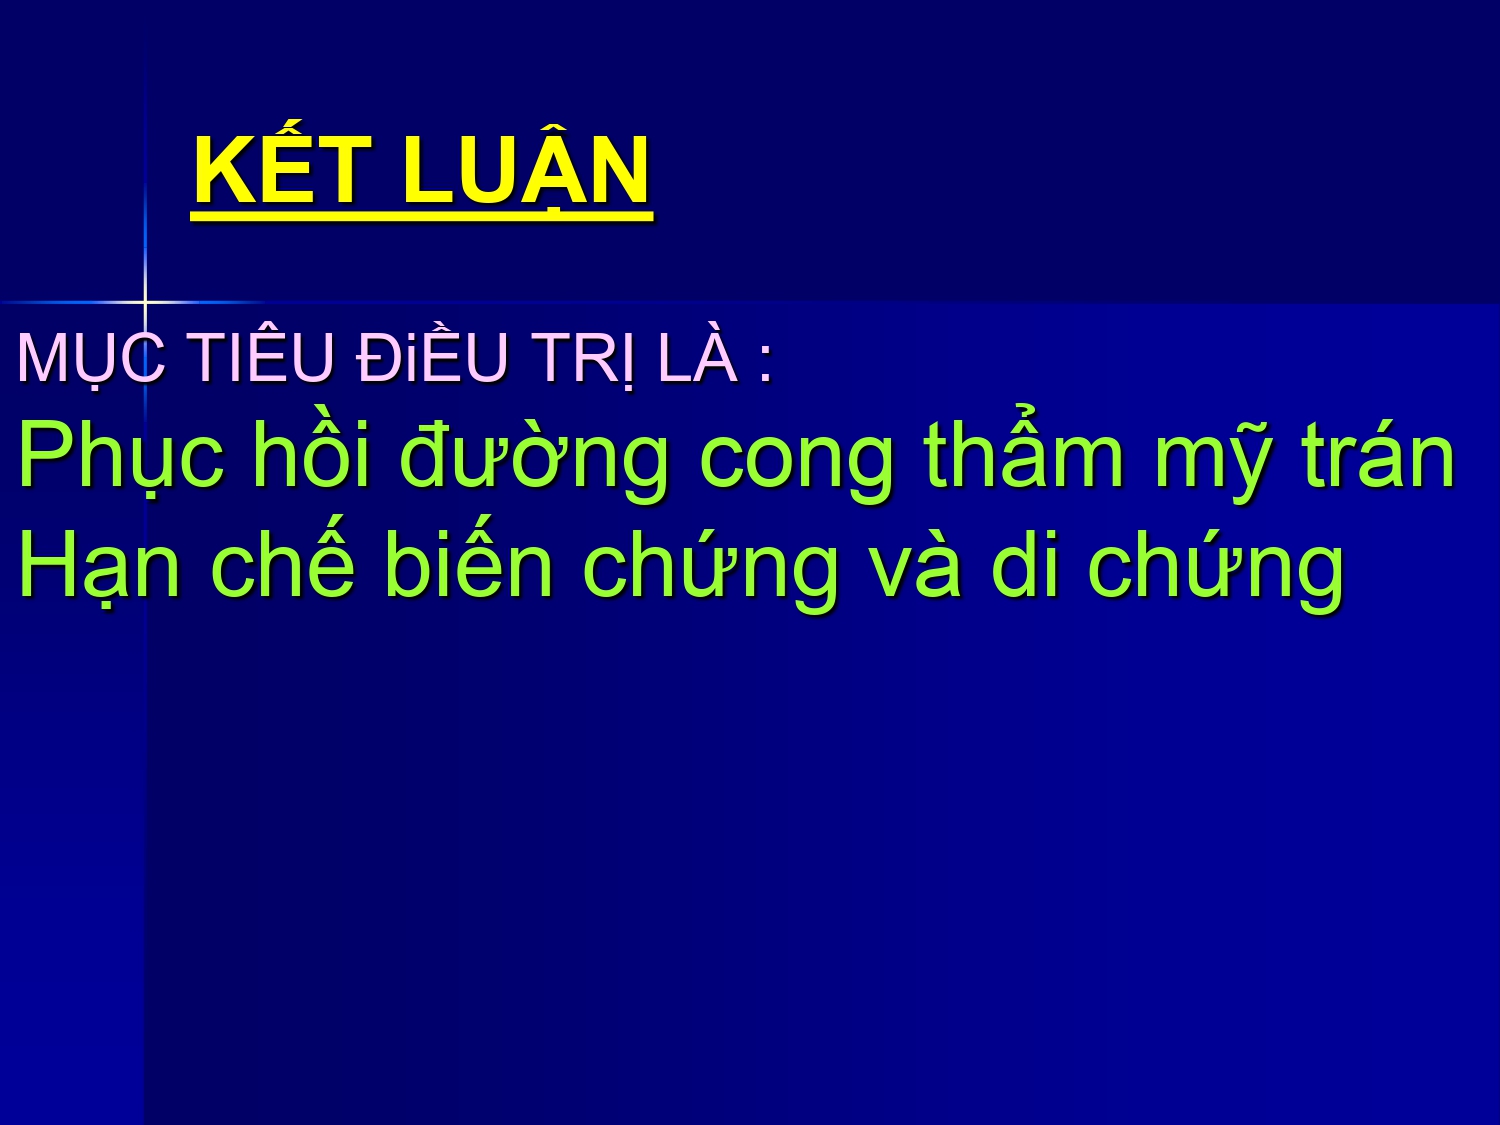 KẾT LUẬN
MỤC TIÊU ĐiỀU TRỊ LÀ :
Phục hồi đường cong thẩm mỹ trán
Hạn chế biến chứng và di chứng